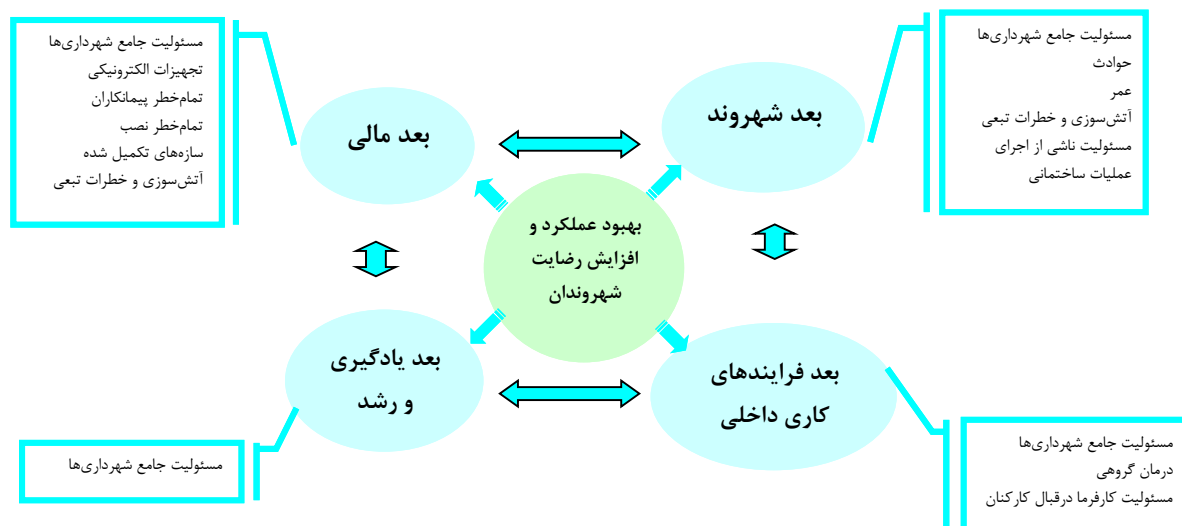 مسئولیت جامع شهرداری‌ها
حوادث
عمر
آتش‌سوزی و خطرات تبعی
مسئولیت ناشی از اجرای
عملیات ساختمانی
بعد شهروند
مسئولیت جامع شهرداری‌ها
تجهیزات الکترونیکی
تمام‌خطر پیمانکاران
تمام‌خطر نصب
سازه‌های تکمیل شده
آتش‌سوزی و خطرات تبعی
بعد مالی
بهبود عملکرد و
افزایش رضایت
شهروندان
بعد فرایندهای
کاری داخلی
مسئولیت جامع شهرداری‌ها
درمان گروهی
مسئولیت کارفرما درقبال کارکنان
بعد یادگیری
و رشد
مسئولیت جامع شهرداری‌ها